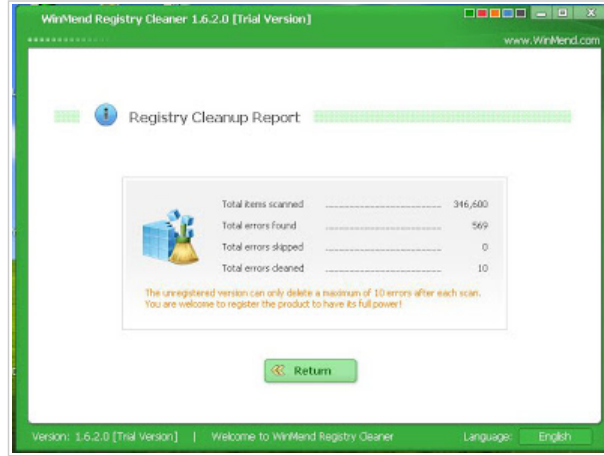 WinMend Registry Cleaner 1.6.2.0 [Trial Version]
www.WinMend.com
Registry Cleanup Report
Total items scanned 346,600
Total errors found 569
Total errors skipped 0
Total errors cleaned 10
The unregistered version can only delete a maximum of 10 errors after each scan.
You are welcome to register the product to have its full power!
Return
Version: 1.6.2.0 [Trial Version] | Welcome to WinMend Registry Cleaner Language: English